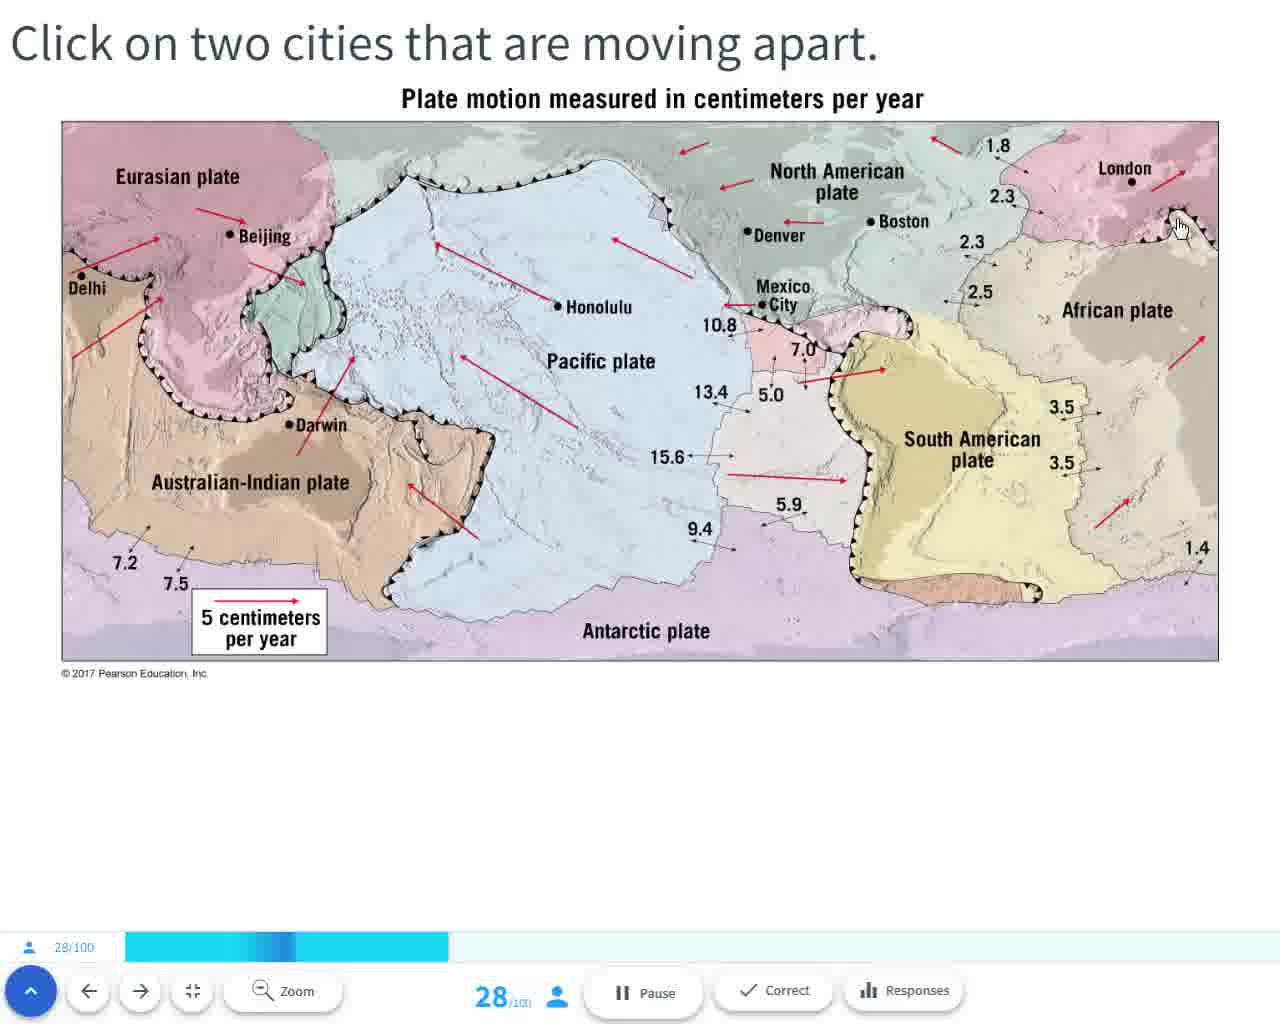 Click on two cities that are moving apart.
Plate motion measured in centimeters per year
Eurasian plate
Beijing
Delhi
North American
plate
Denver
Boston
Mexico
City
London
1.8
2.3
2.3
2.5
African plate
Honolulu
Pacific plate
10.8
7.0
5.0
13.4
15.6
5.9
9.4
3.5
3.5
South American
plate
1.4
Darwin
Australian-Indian plate
7.2
7.5
5 centimeters
per year
Antarctic plate
© 2017 Pearson Education, Inc.
28/100
Zoom
28/100
Pause
Correct
Responses